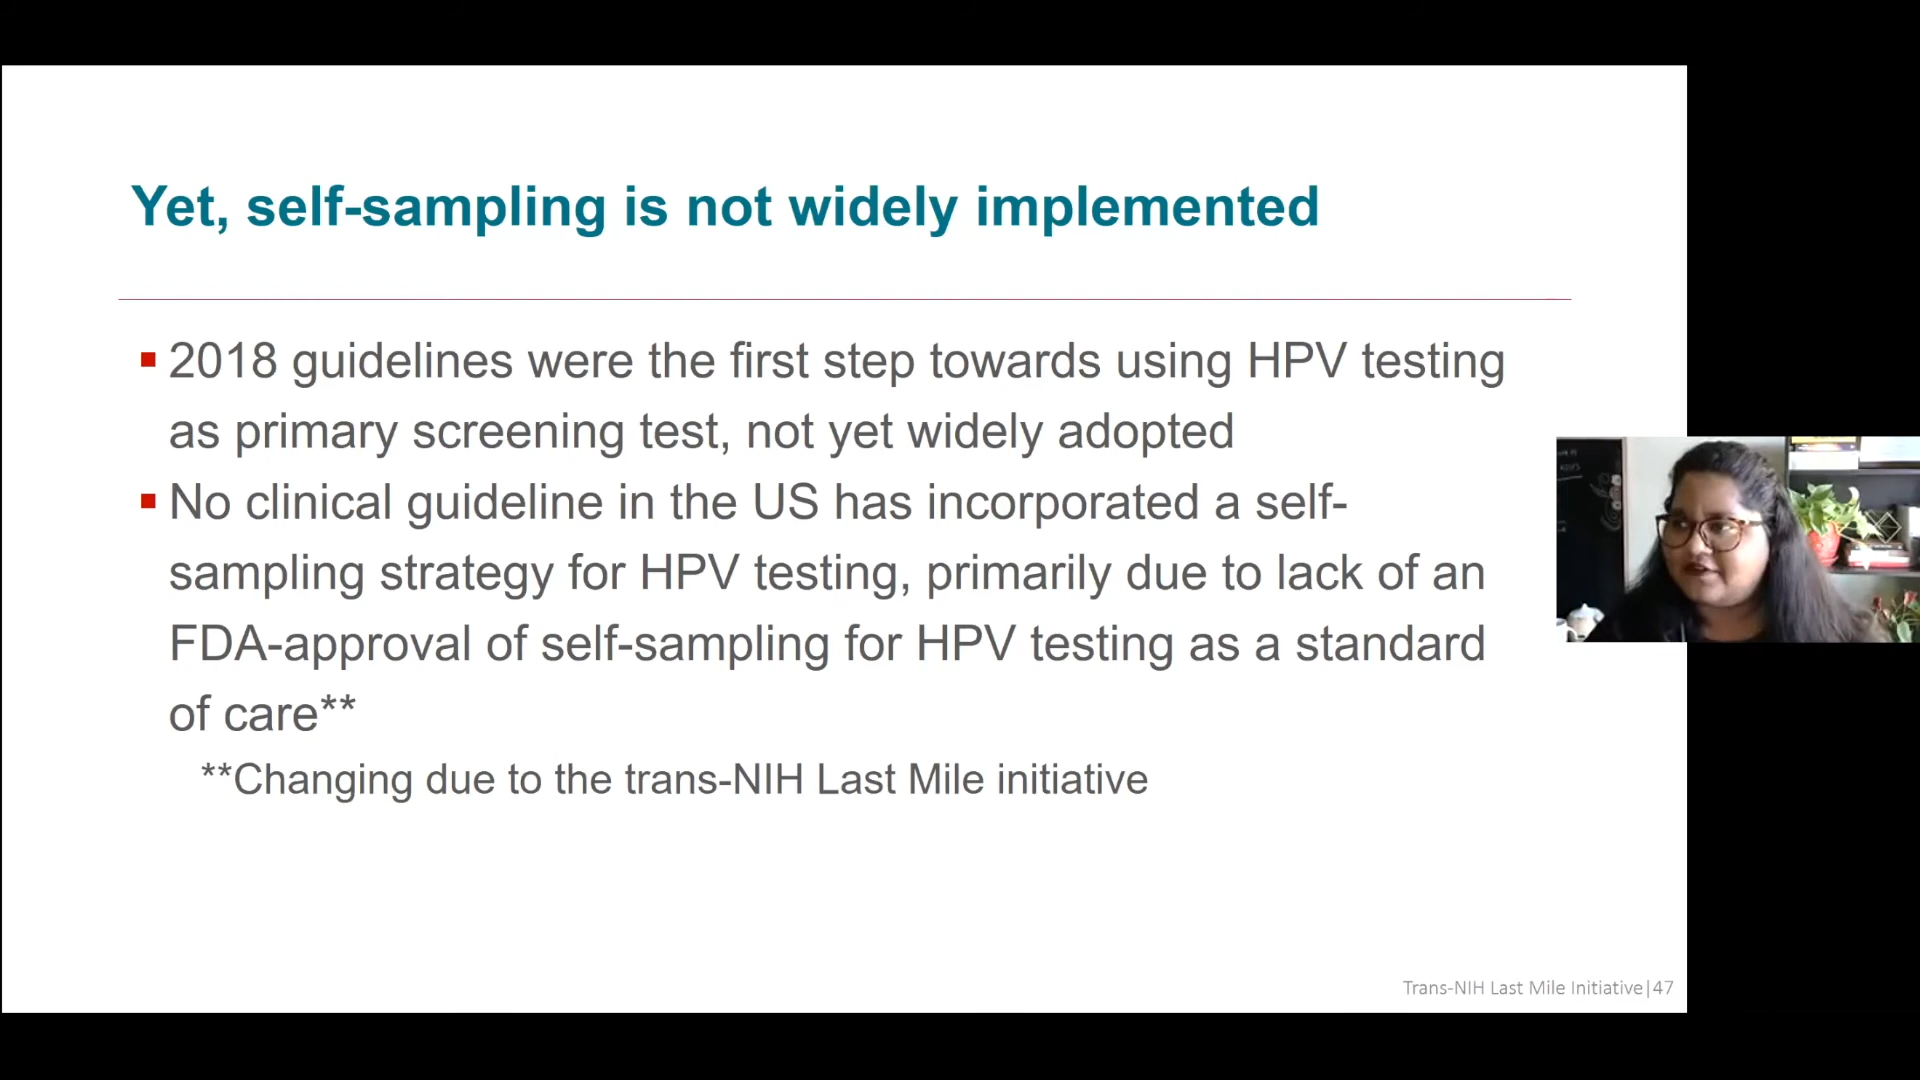 Yet, self-sampling is not widely implemented
2018 guidelines were the first step towards using HPV testing
as primary screening test, not yet widely adopted
No clinical guideline in the US has incorporated a self-
sampling strategy for HPV testing, primarily due to lack of an
FDA-approval of self-sampling for HPV testing as a standard
of care**
**Changing due to the trans-NIH Last Mile initiative
Trans-NIH Last Mile Initiative|47